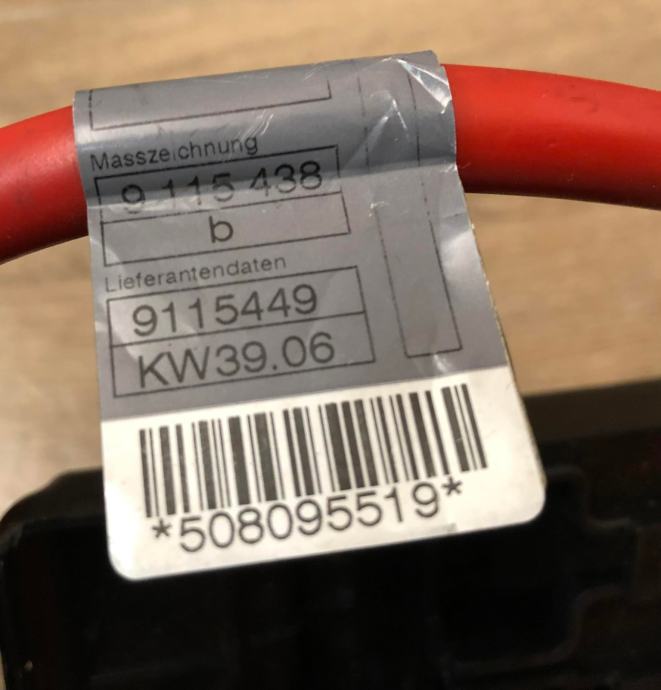 Masszeichnung
9 115 438
b
Lieferantendaten
9115449
KW39.06
*508095519*